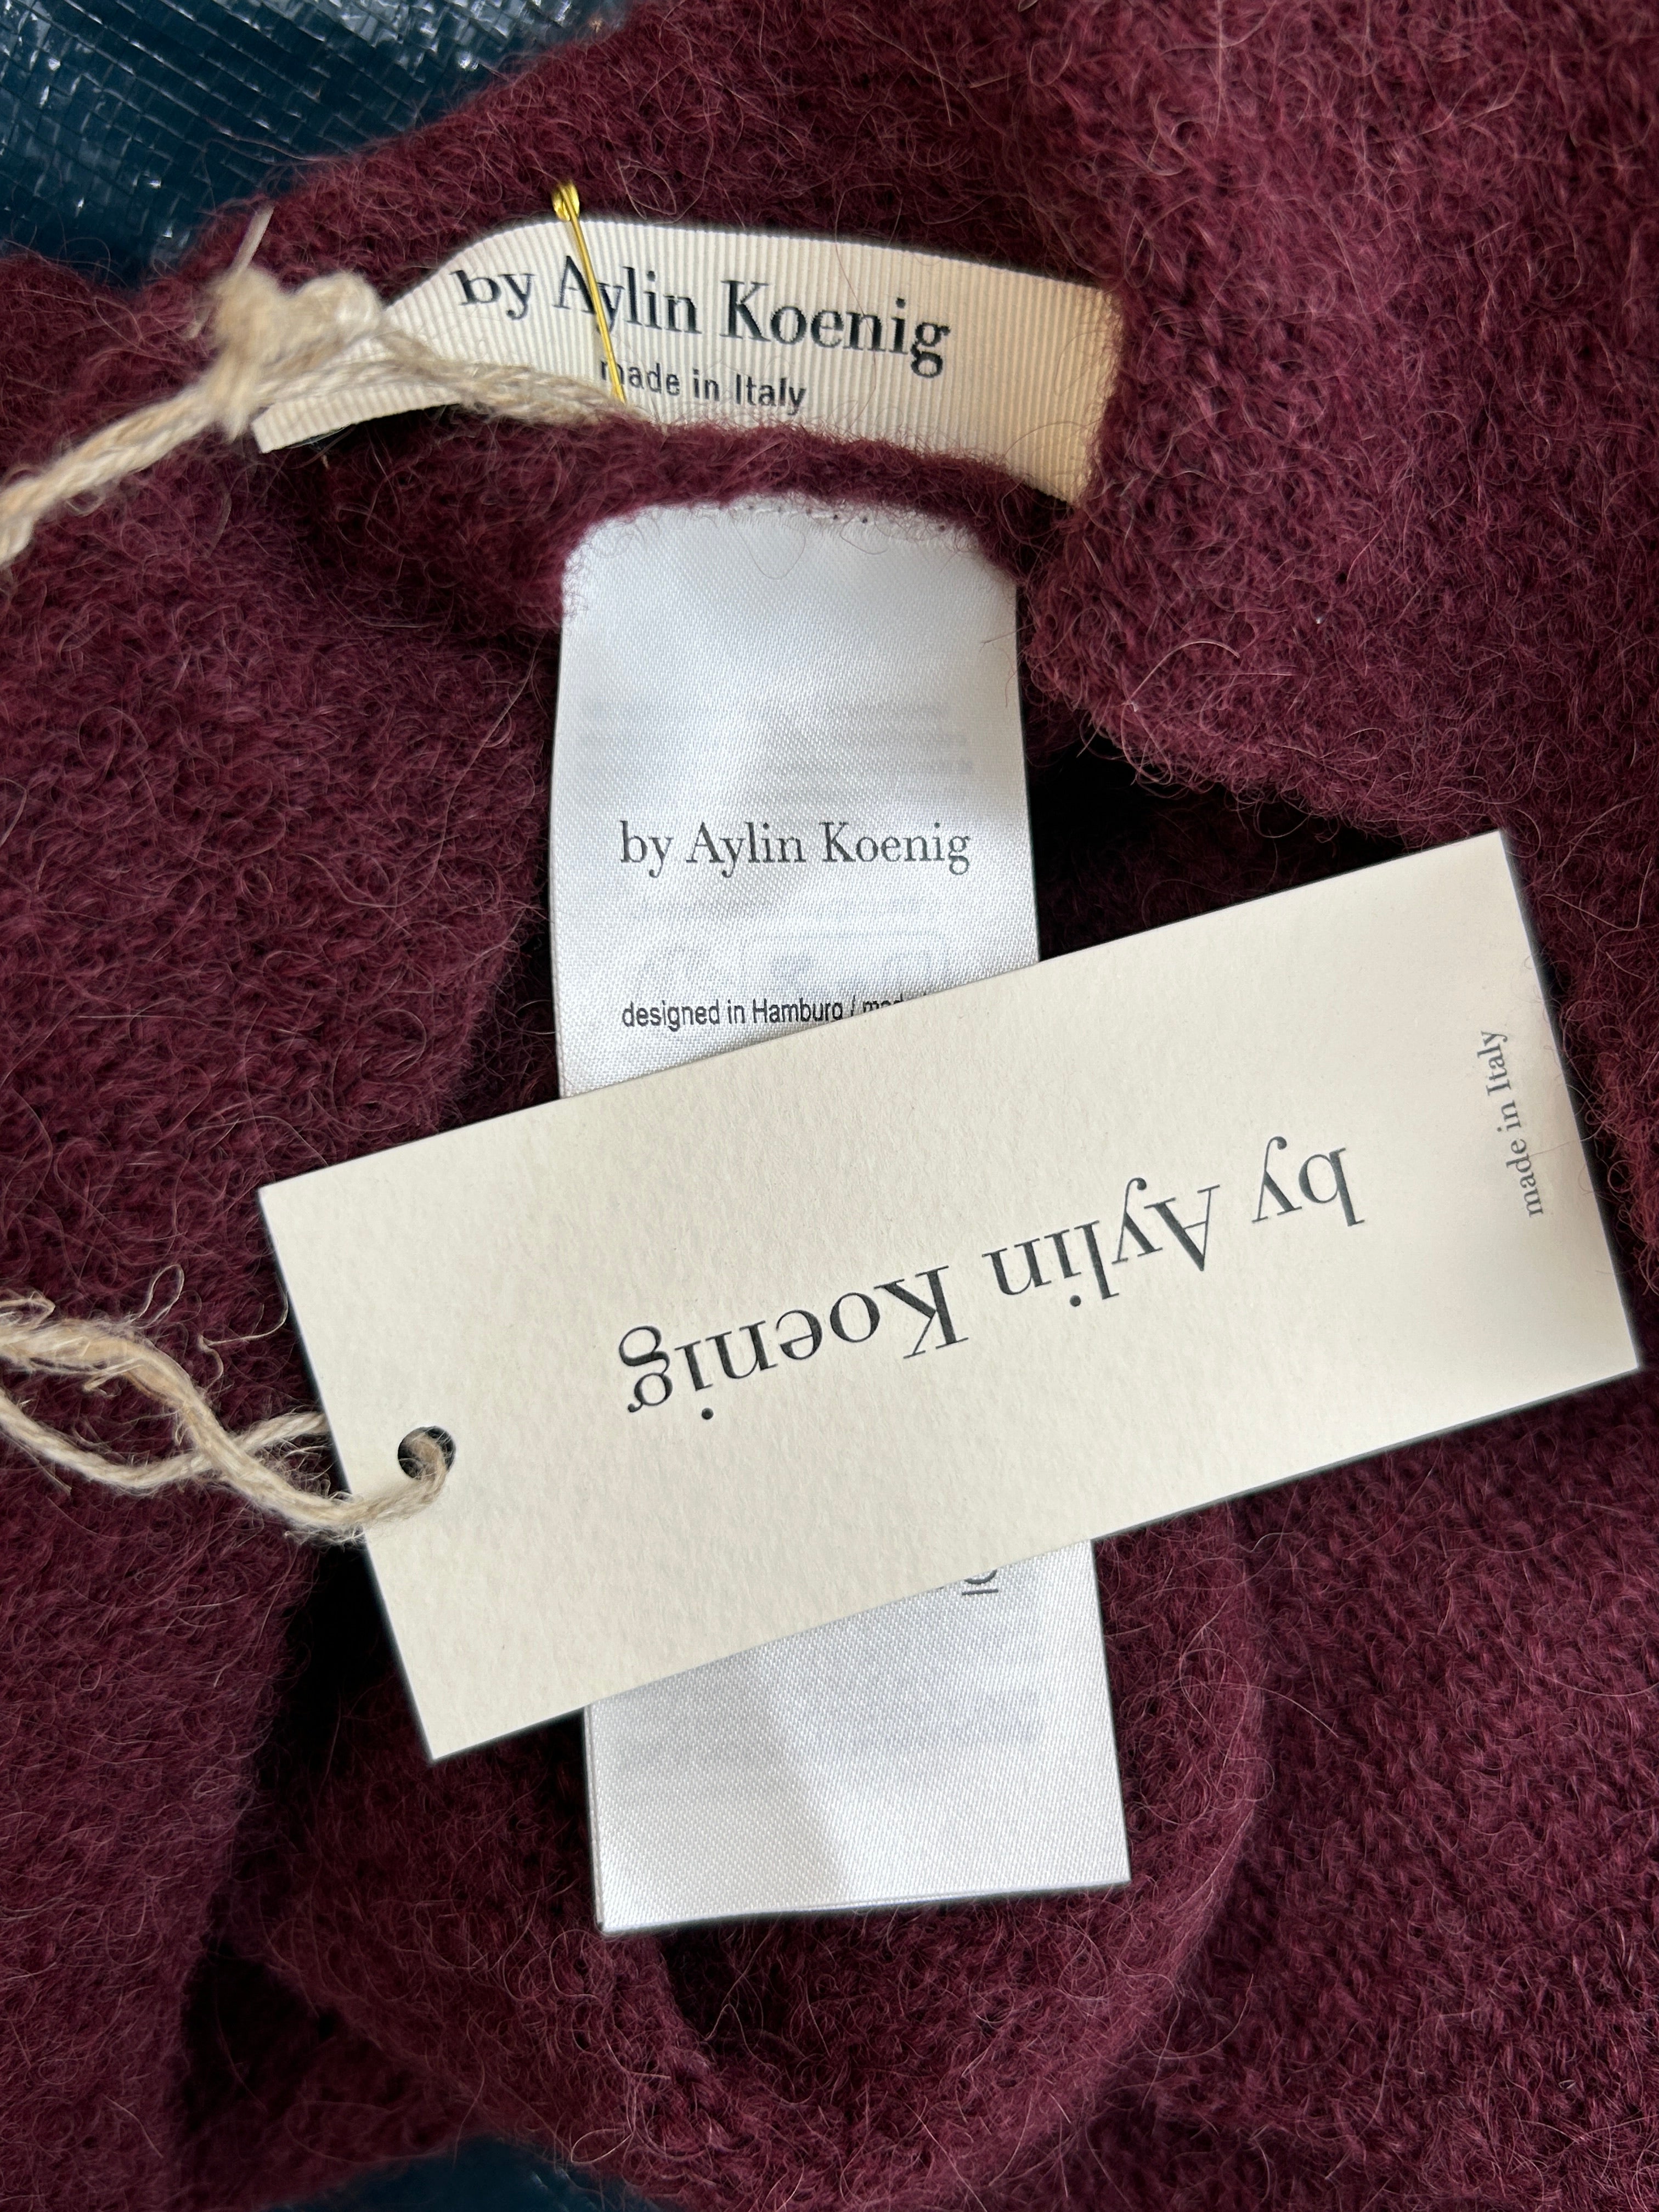 by Aylin Koenig
made in Italy
by Aylin Koenig
designed in Hamburg /
by Aylin Koenig
made in Italy